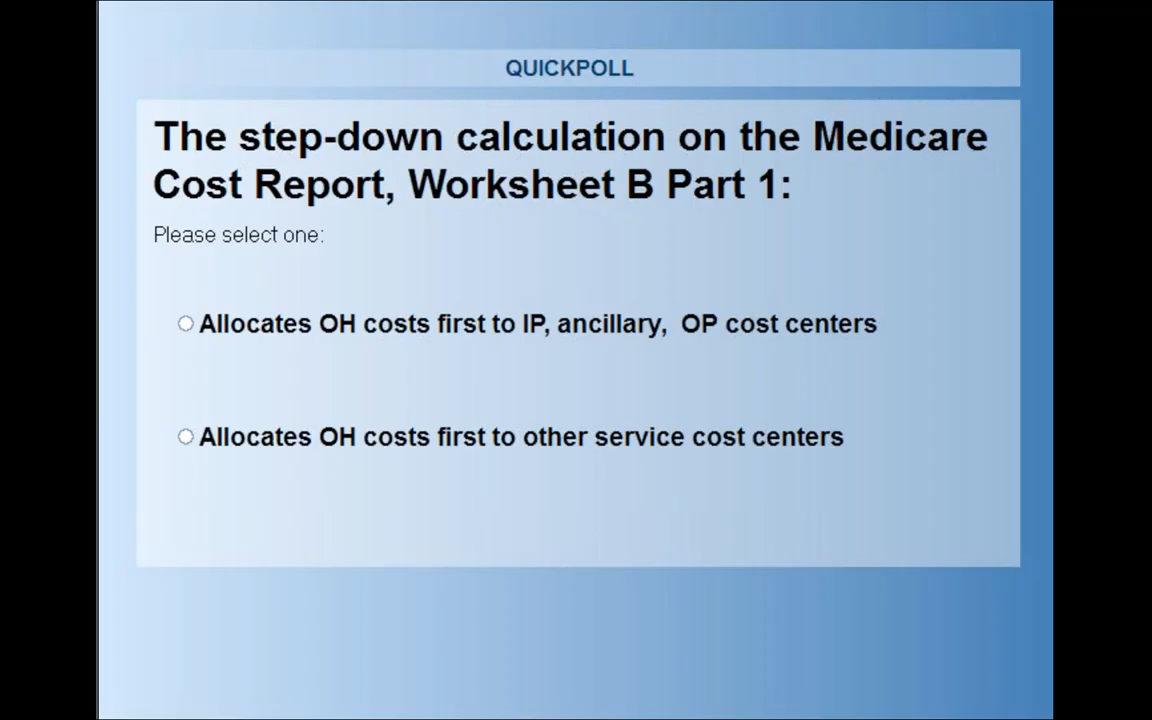 QUICKPOLL
The step-down calculation on the Medicare
Cost Report, Worksheet B Part 1:
Please select one:
Allocates OH costs first to IP, ancillary,  OP cost centers
Allocates OH costs first to other service cost centers